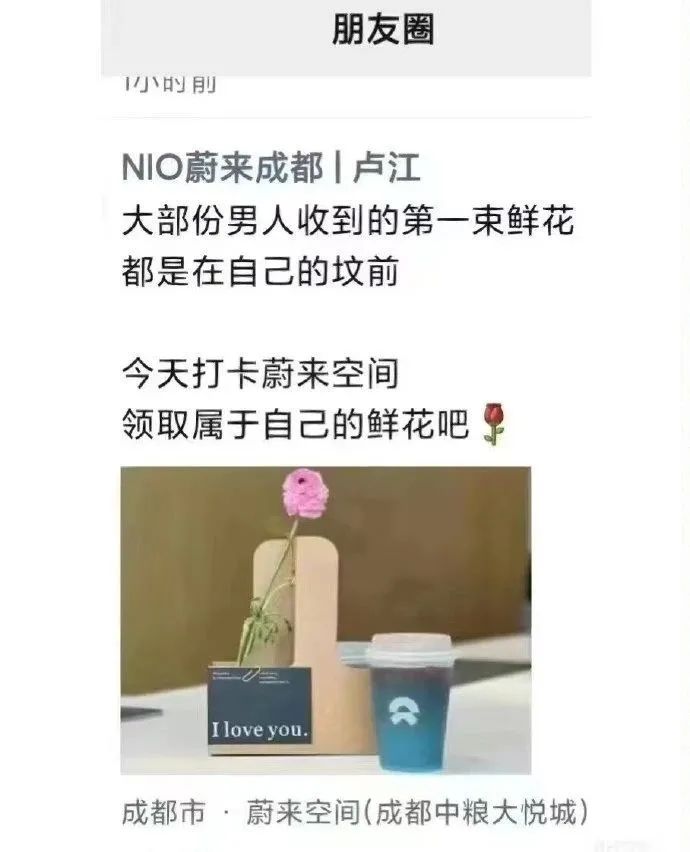 朋友圈
1小时前
NIO蔚来成都 | 卢江
大部份男人收到的第一束鲜花
都是在自己的坟前
今天打卡蔚来空间
领取属于自己的鲜花吧🌹
I love you.
成都市 · 蔚来空间(成都中粮大悦城)